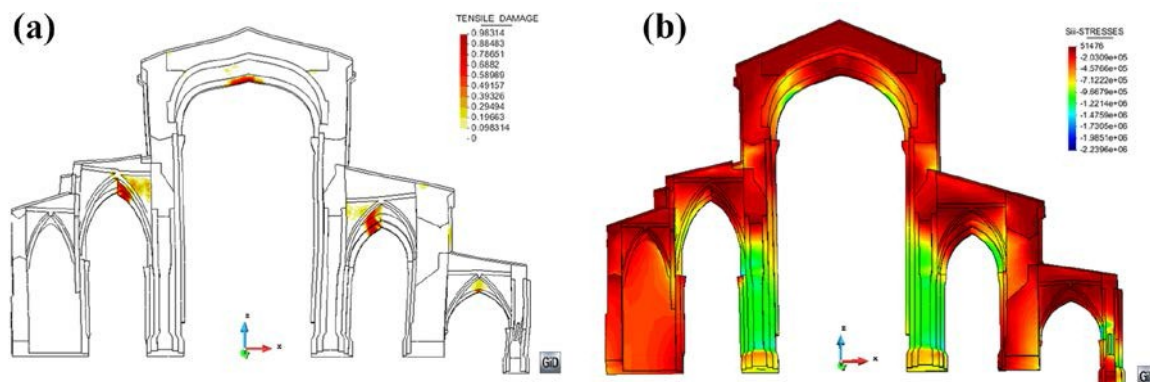 (a)
TENSILE DAMAGE
0.98314
0.88483
0.78651
0.6882
0.58989
0.49157
0.39326
0.29494
0.19663
0.098314
0
z
x
GiD
(b)
Siii-STRESSES
51476
-2.0309e+05
-4.5766e+05
-7.1222e+05
-9.6679e+05
-1.2214e+06
-1.4759e+06
-1.7305e+06
-1.9851e+06
-2.2396e+06
z
x
Gi